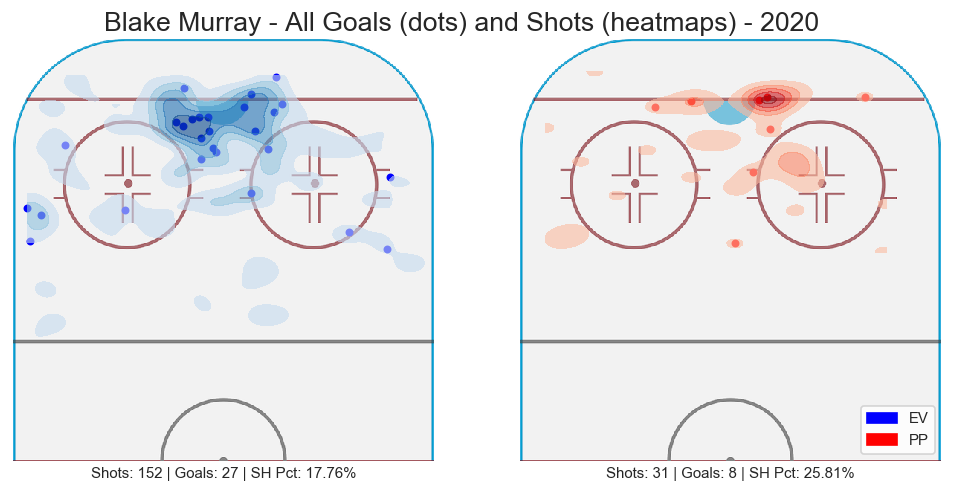 Blake Murray - All Goals (dots) and Shots (heatmaps) - 2020
EV
PP
Shots: 152 | Goals: 27 | SH Pct: 17.76%
Shots: 31 | Goals: 8 | SH Pct: 25.81%